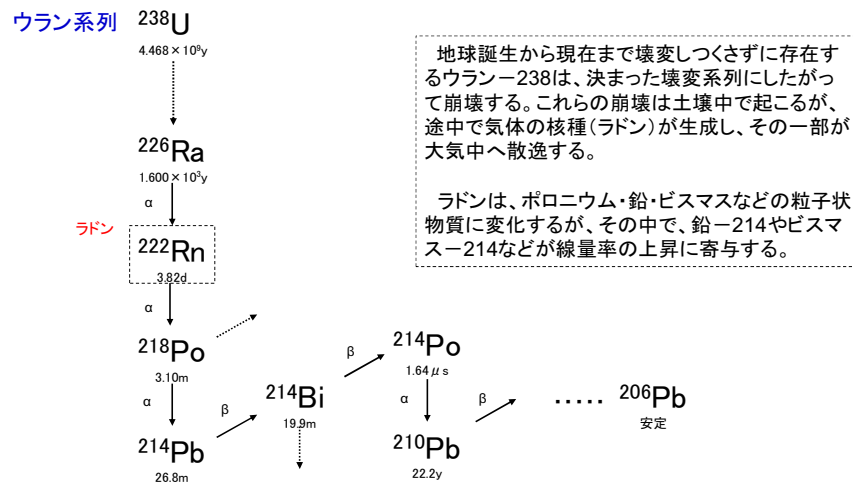 ウラン系列
²³⁸U
4.468×10⁹y
地球誕生から現在まで壊変しつくさずに存在す
るウラン－238は、決まった壊変系列にしたがっ
て崩壊する。これらの崩壊は土壌中で起こるが、
途中で気体の核種(ラドン)が生成し、その一部が
大気中へ散逸する。
ラドンは、ポロニウム・鉛・ビスマスなどの粒子状
物質に変化するが、その中で、鉛－214やビスマ
ス－214などが線量率の上昇に寄与する。
²²⁶Ra
1.600×10³y
α
ラドン
²²²Rn
3.82d
α
²¹⁸Po
3.10m
α
²¹⁴Pb
26.8m
β
²¹⁴Bi
19.9m
β
²¹⁴Po
1.64μs
α
²¹⁰Pb
22.2y
β
·····
²⁰⁶Pb
安定